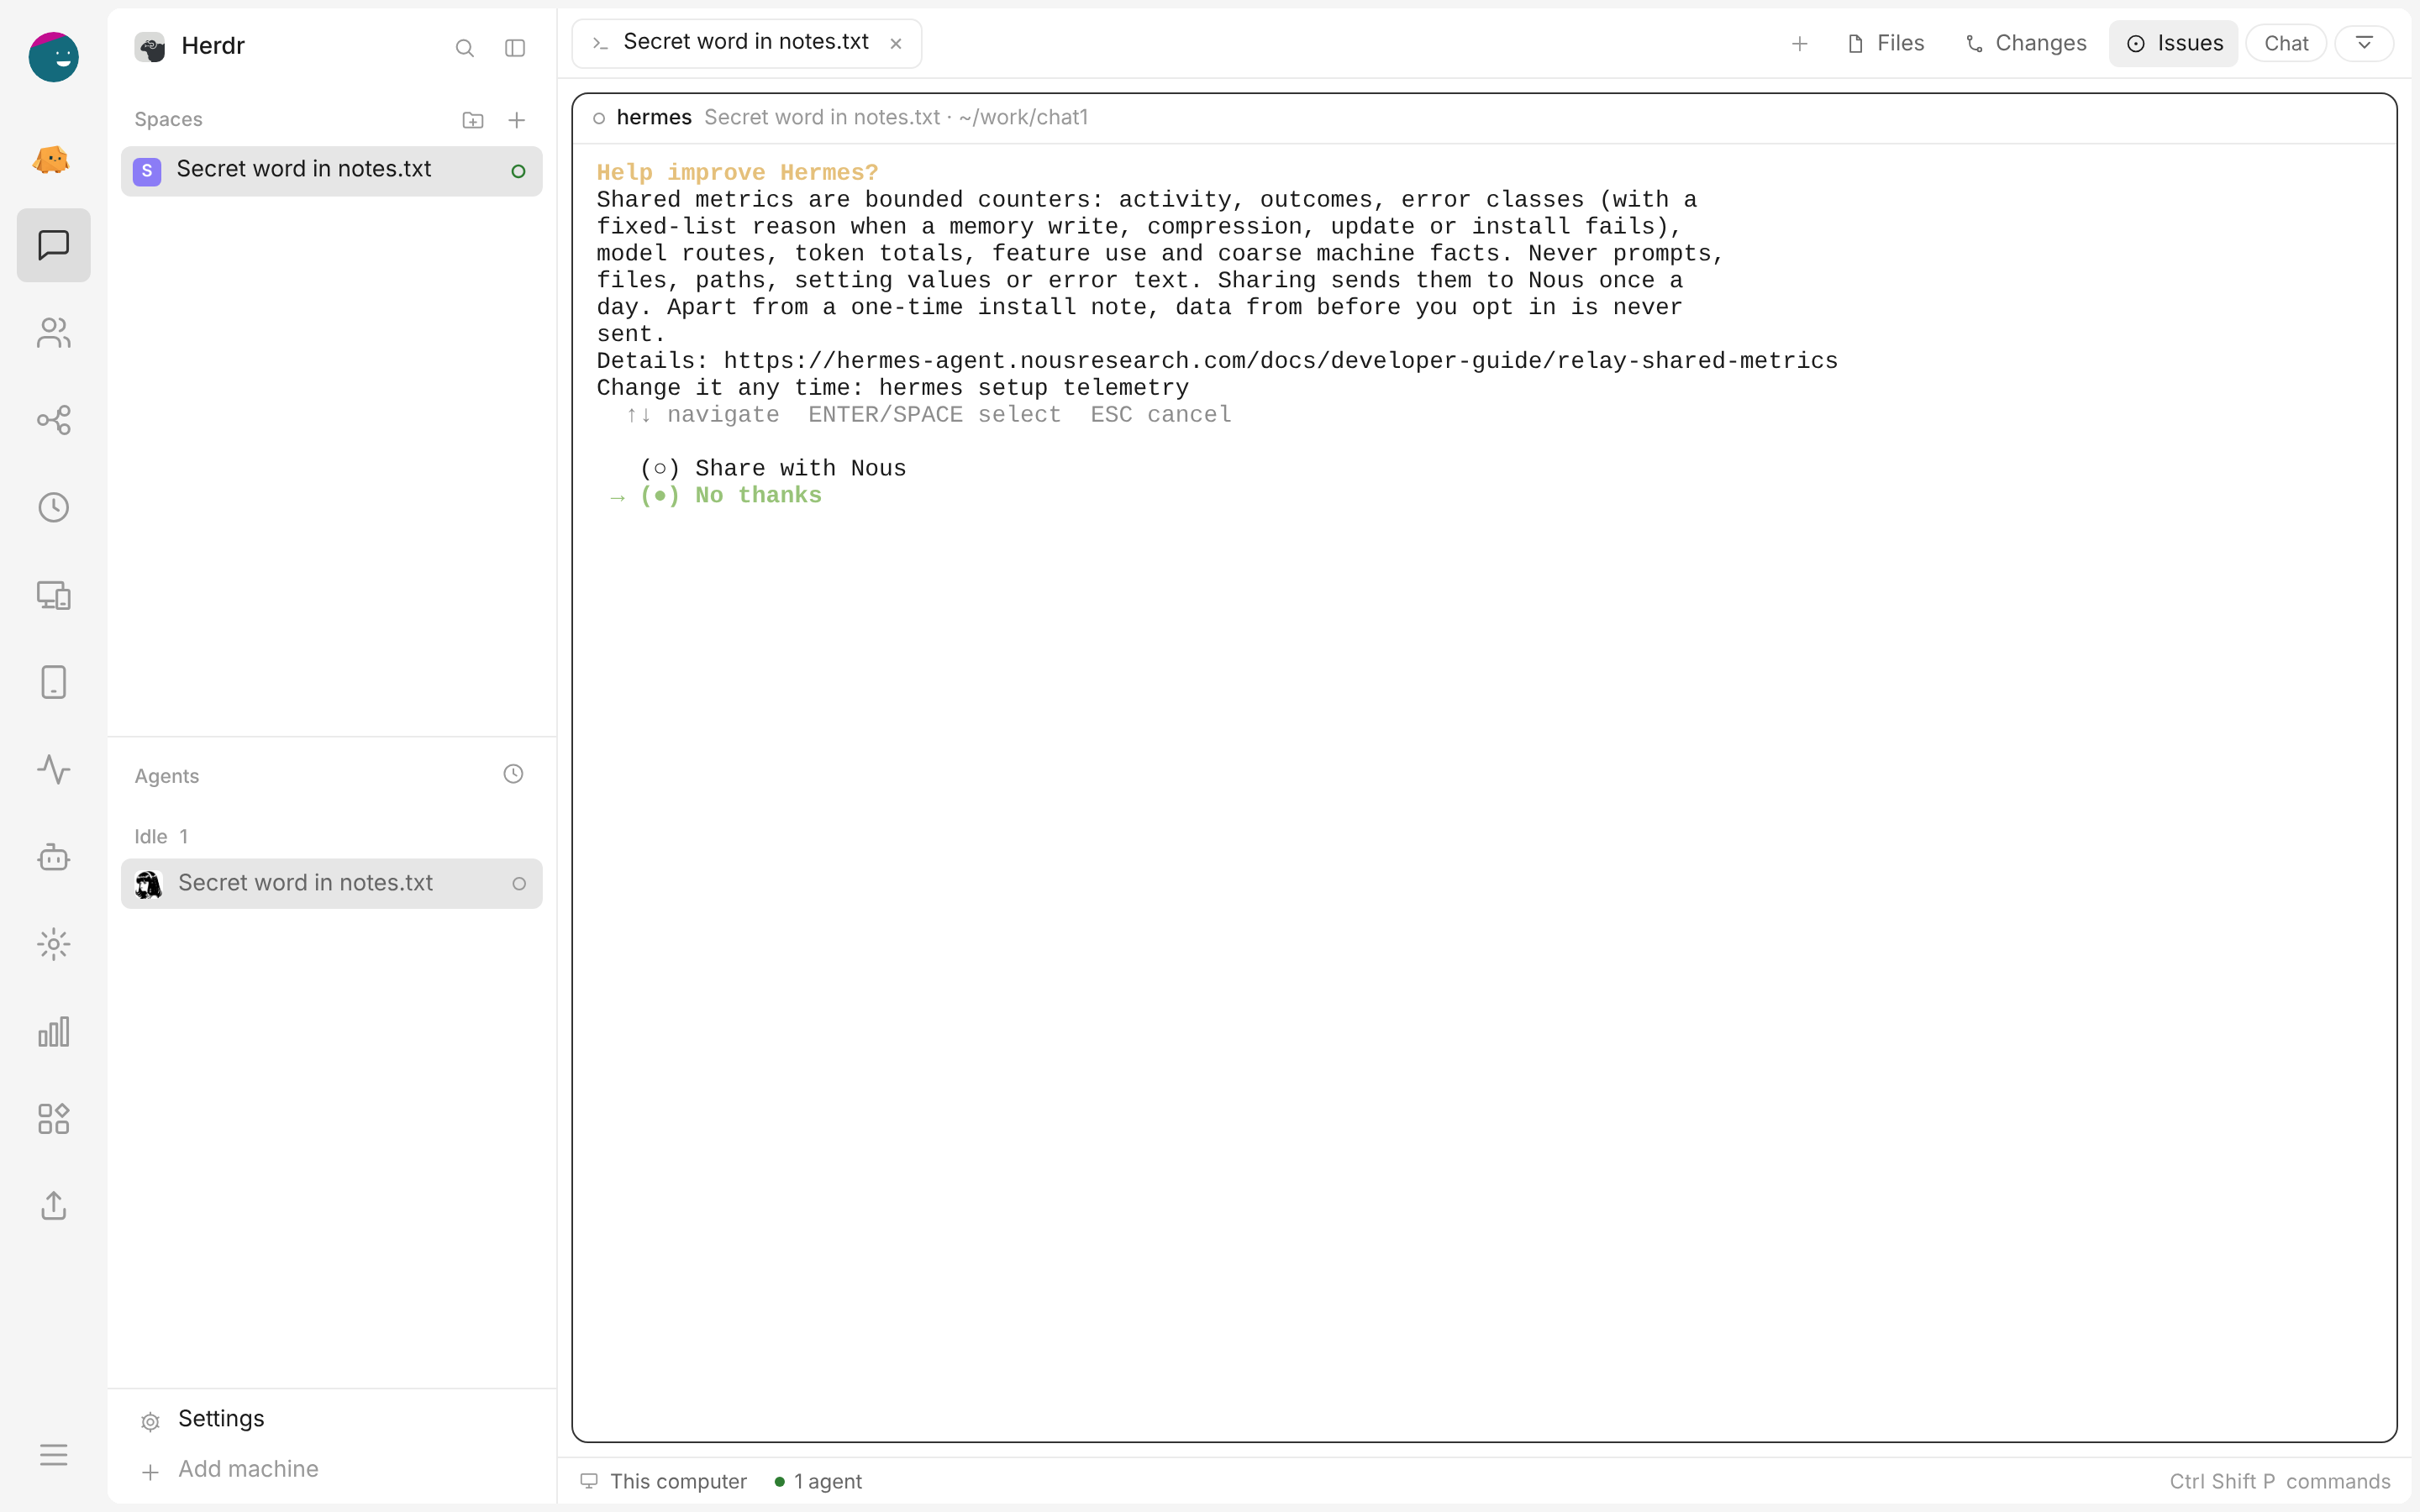 Herdr
Spaces
S Secret word in notes.txt
Agents
Idle 1
Secret word in notes.txt
Settings
Add machine
Secret word in notes.txt
Files
Changes
Issues
Chat
hermes Secret word in notes.txt · ~/work/chat1
Help improve Hermes?
Shared metrics are bounded counters: activity, outcomes, error classes (with a
fixed-list reason when a memory write, compression, update or install fails),
model routes, token totals, feature use and coarse machine facts. Never prompts,
files, paths, setting values or error text. Sharing sends them to Nous once a
day. Apart from a one-time install note, data from before you opt in is never
sent.
Details: https://hermes-agent.nousresearch.com/docs/developer-guide/relay-shared-metrics
Change it any time: hermes setup telemetry
↑↓ navigate  ENTER/SPACE select  ESC cancel
(○) Share with Nous
→ (●) No thanks
This computer
1 agent
Ctrl Shift P commands